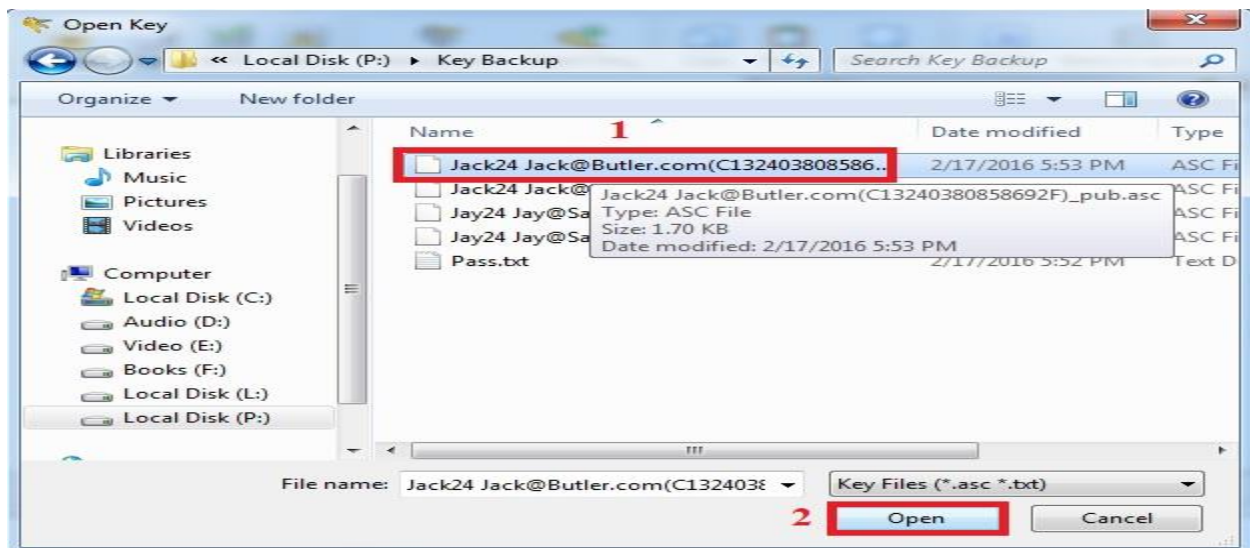 Open Key
« Local Disk (P:) ▸ Key Backup
Search Key Backup
Organize New folder
Name 1 Date modified Type
Libraries
Music
Pictures
Videos
Computer
Local Disk (C:)
Audio (D:)
Video (E:)
Books (F:)
Local Disk (L:)
Local Disk (P:)
Jack24 Jack@Butler.com(C132403808586... 2/17/2016 5:53 PM ASC Fi
Jack24 Jack@ ASC Fi
Jay24 Jay@Sa ASC Fi
Jay24 Jay@Sa ASC Fi
Pass.txt 2/17/2016 5:52 PM Text D
Jack24 Jack@Butler.com(C13240380858692F)_pub.asc
Type: ASC File
Size: 1.70 KB
Date modified: 2/17/2016 5:53 PM
File name: Jack24 Jack@Butler.com(C132403 Key Files (*.asc *.txt)
2 Open Cancel